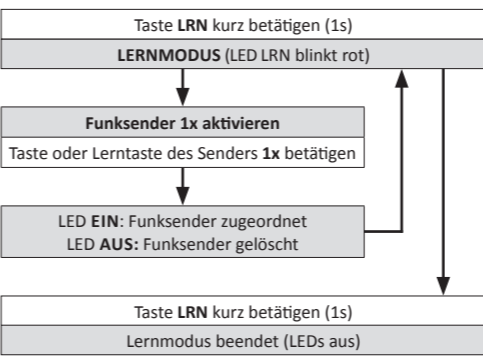 Taste LRN kurz betätigen (1s)
LERNMODUS (LED LRN blinkt rot)
Funksender 1x aktivieren
Taste oder Lerntaste des Senders 1x betätigen
LED EIN: Funksender zugeordnet
LED AUS: Funksender gelöscht
Taste LRN kurz betätigen (1s)
Lernmodus beendet (LEDs aus)